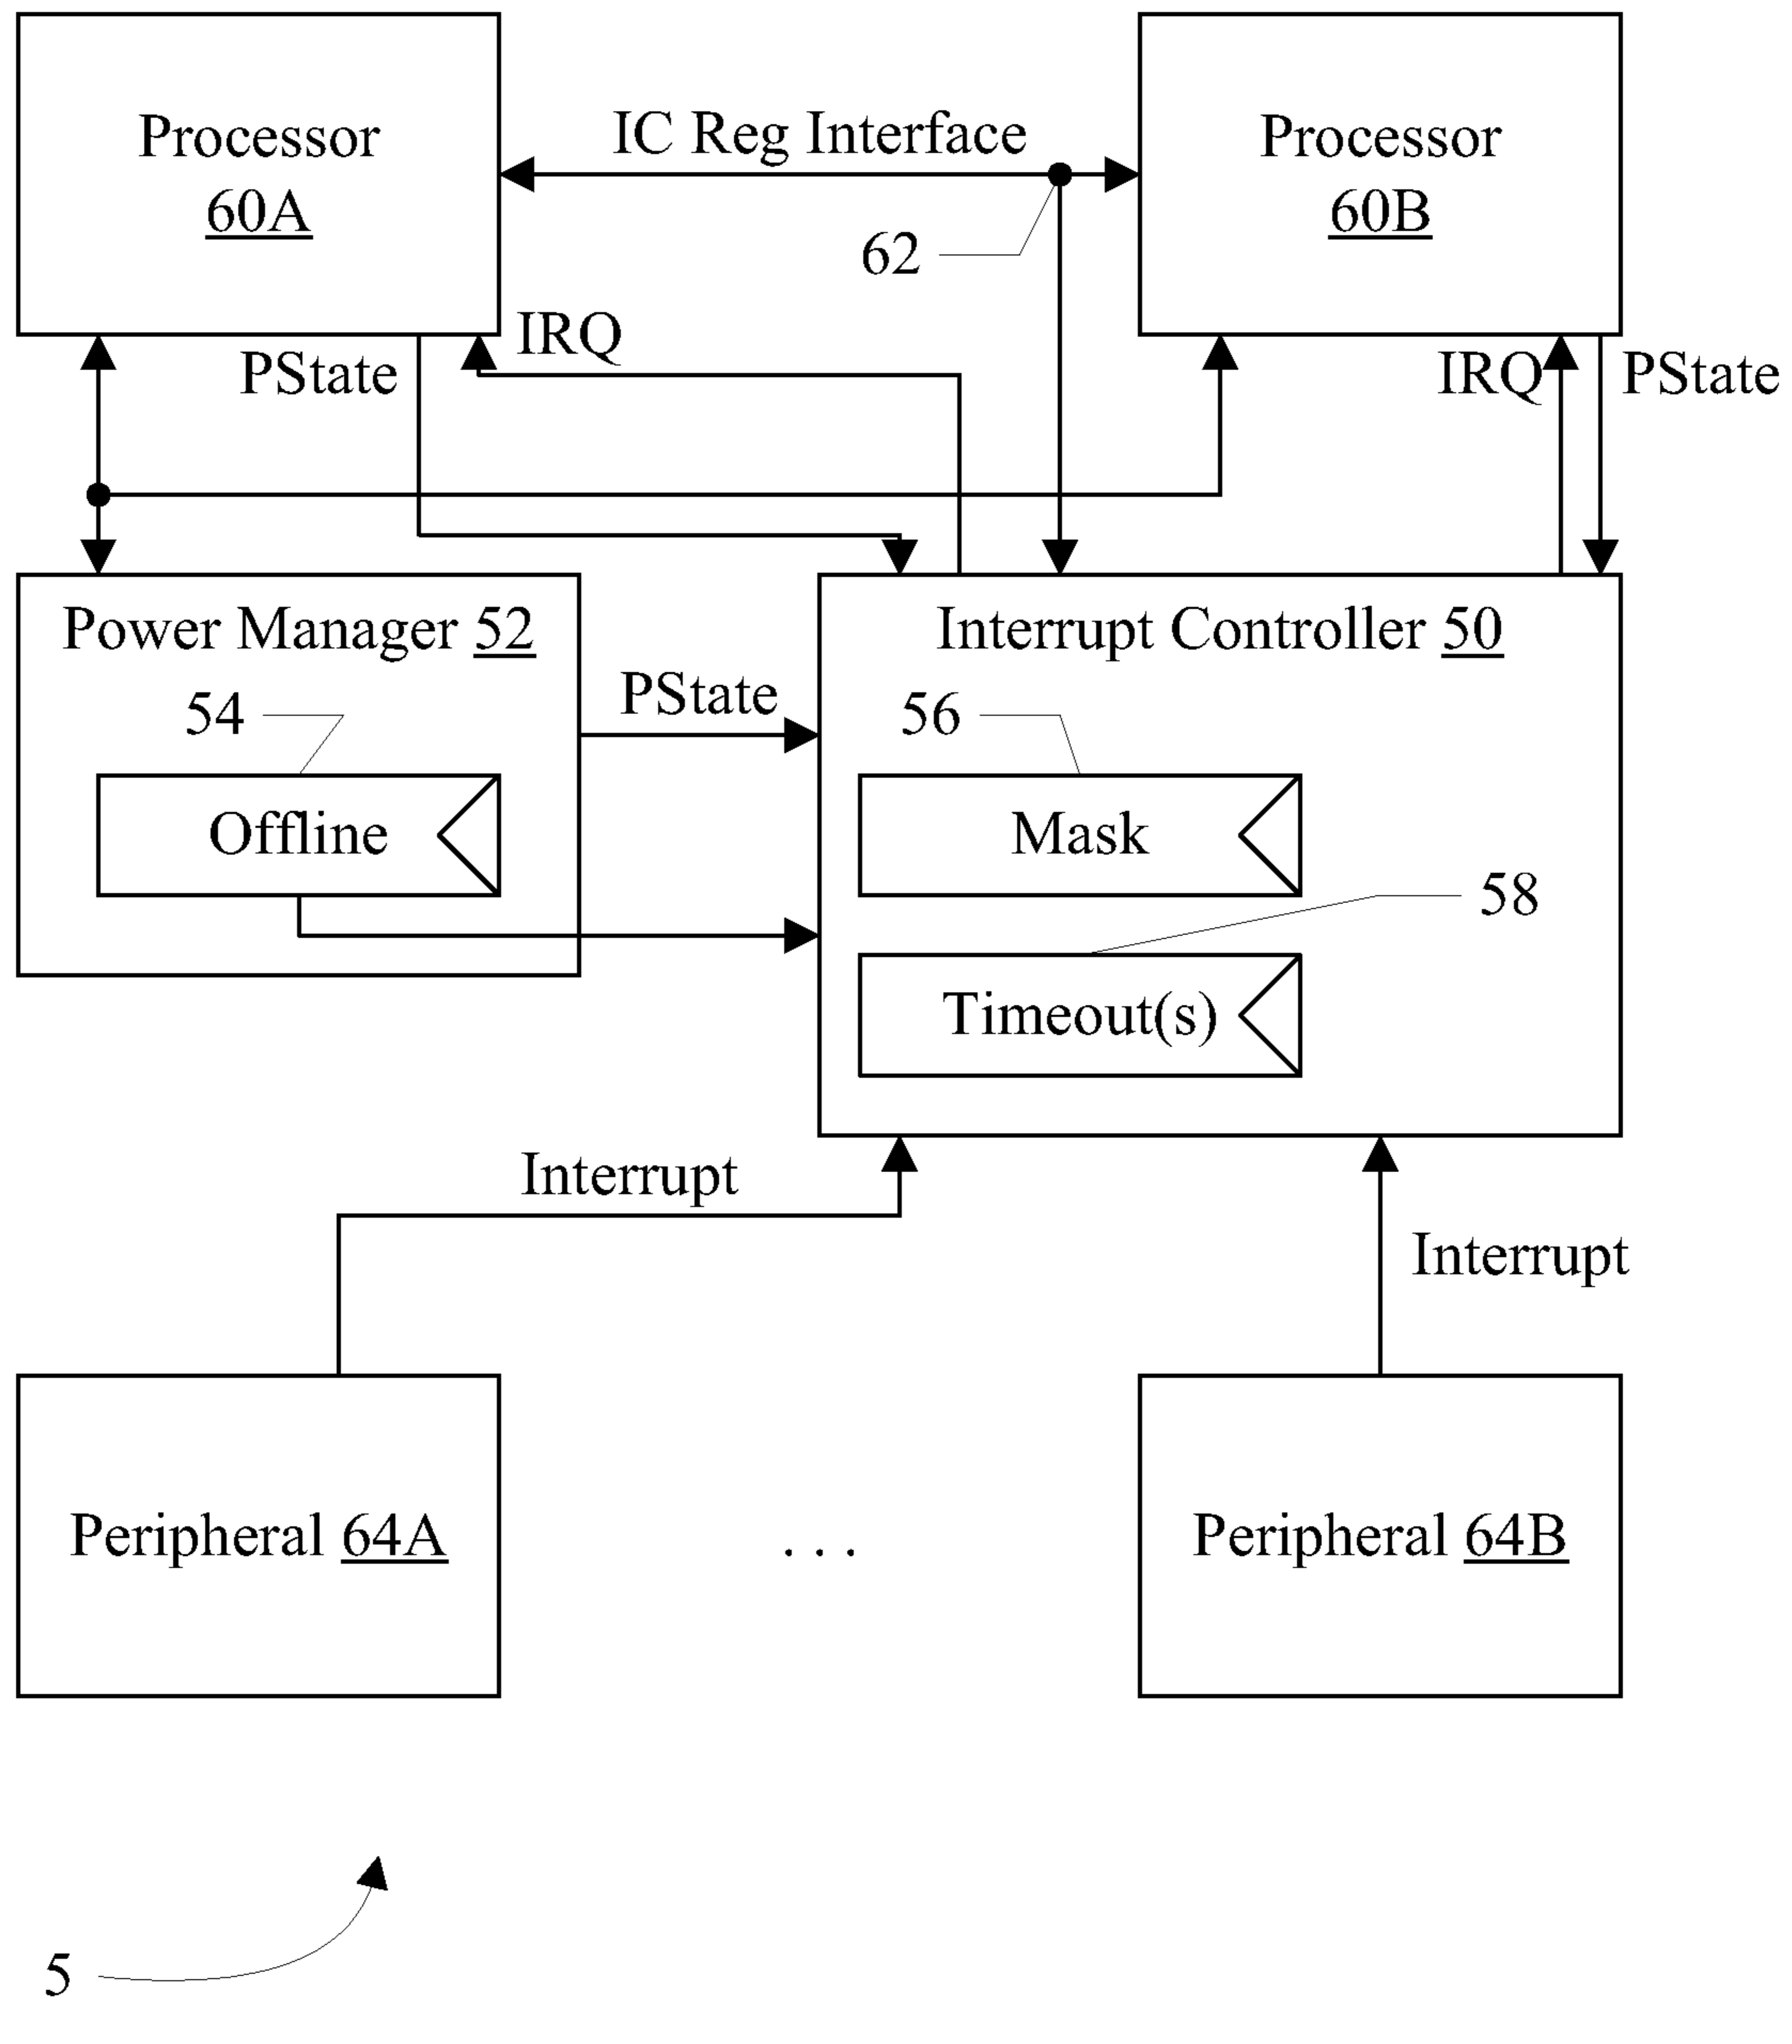 Processor
60A
IC Reg Interface
62
Processor
60B
PState
IRQ
IRQ
PState
Power Manager 52
54
Offline
PState
Interrupt Controller 50
56
Mask
58
Timeout(s)
Interrupt
Interrupt
Peripheral 64A
. . .
Peripheral 64B
5